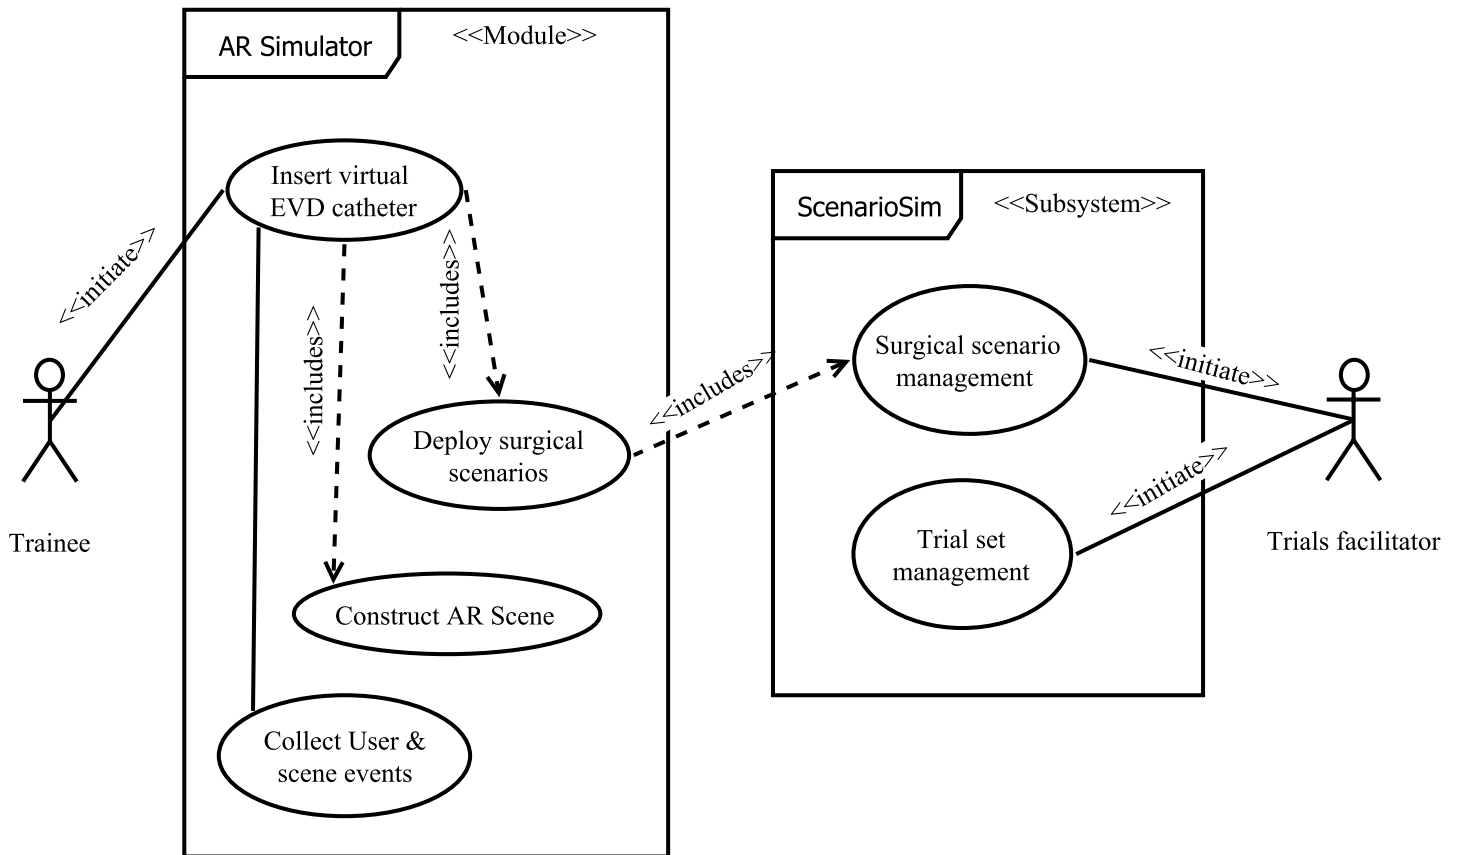 AR Simulator
<<Module>>
Insert virtual
EVD catheter
<<initiate>>
<<includes>>
<<includes>>
Deploy surgical
scenarios
<<includes>>
Construct AR Scene
Collect User &
scene events
Trainee
ScenarioSim
<<Subsystem>>
Surgical scenario
management
<<initiate>>
Trial set
management
<<initiate>>
Trials facilitator